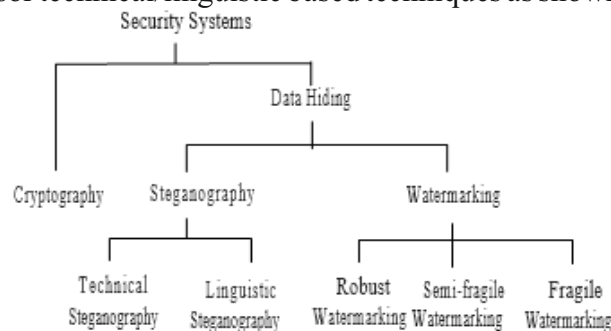 Security Systems
Data Hiding
Cryptography Steganography Watermarking
Technical Linguistic Robust Semi-fragile Fragile
Steganography Steganography Watermarking Watermarking Watermarking